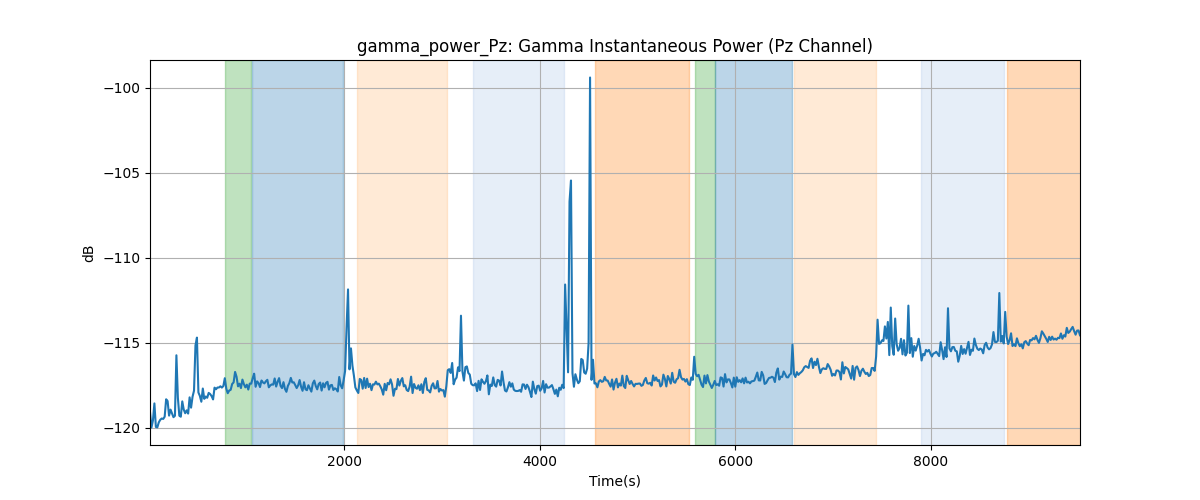 gamma_power_Pz: Gamma Instantaneous Power (Pz Channel)
−100
−105
−110
−115
−120
dB
2000 4000 6000 8000
Time(s)